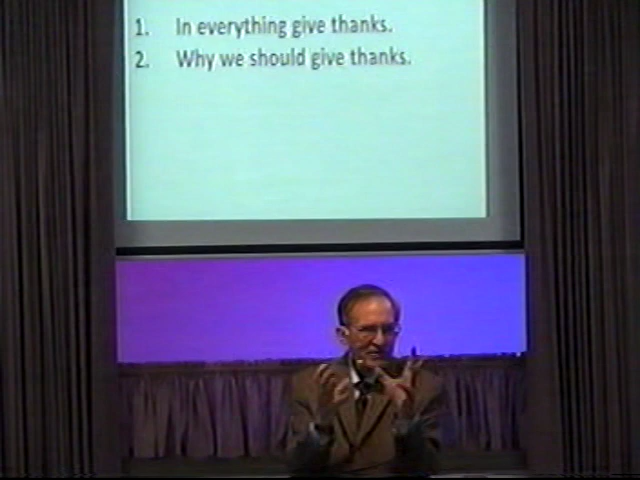 1. In everything give thanks.
2. Why we should give thanks.